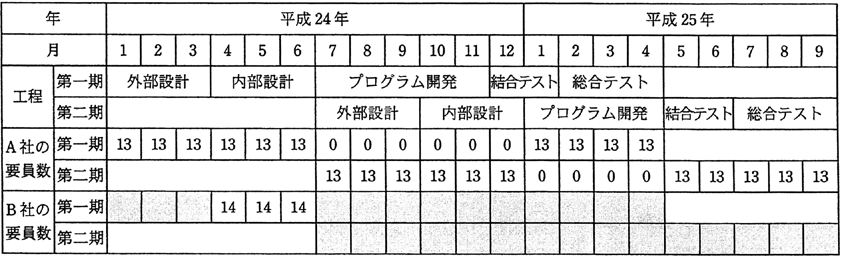 年 平成24年 平成25年
月 1 2 3 4 5 6 7 8 9 10 11 12 1 2 3 4 5 6 7 8 9
工程 第一期 外部設計 内部設計 プログラム開発 結合テスト 総合テスト
第二期 外部設計 内部設計 プログラム開発 結合テスト 総合テスト
A社の要員数 第一期 13 13 13 13 13 13 0 0 0 0 0 0 13 13 13 13
第二期 13 13 13 13 13 13 0 0 0 0 13 13 13 13 13
B社の要員数 第一期 14 14 14
第二期